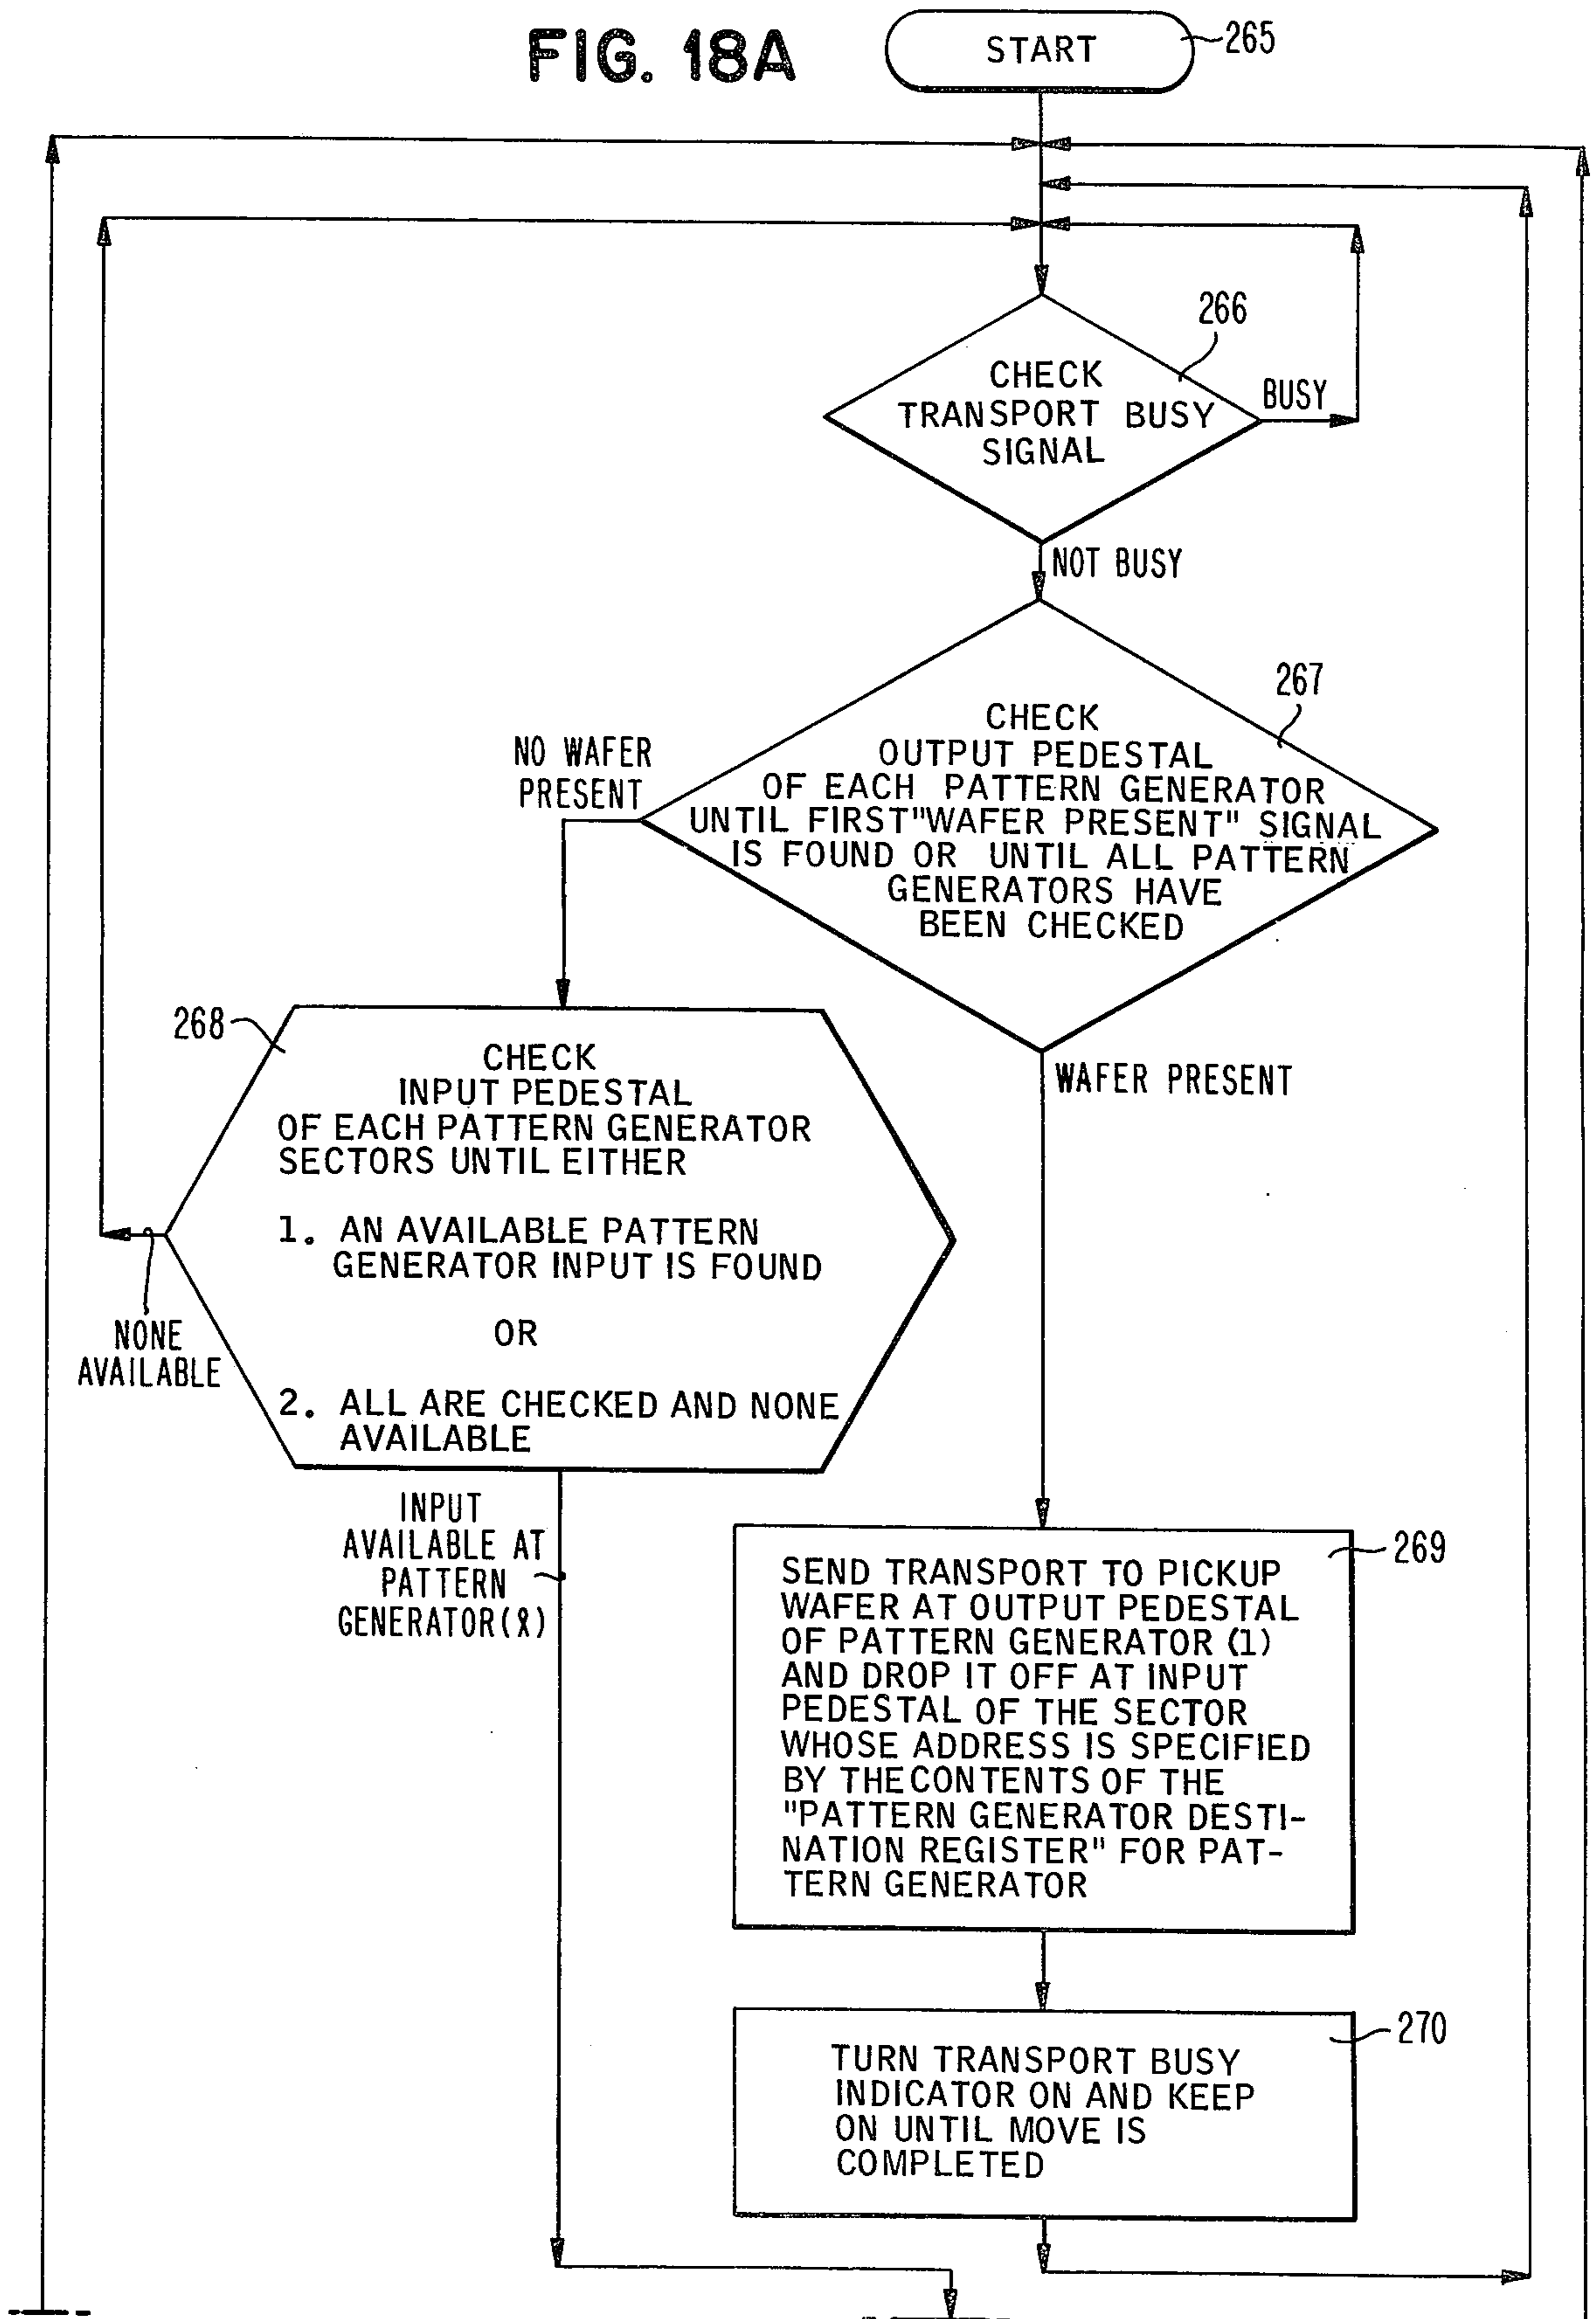 FIG. 18A
START
265
266
CHECK
TRANSPORT BUSY
SIGNAL
BUSY
NOT BUSY
267
CHECK
OUTPUT PEDESTAL
OF EACH PATTERN GENERATOR
UNTIL FIRST"WAFER PRESENT" SIGNAL
IS FOUND OR UNTIL ALL PATTERN
GENERATORS HAVE
BEEN CHECKED
NO WAFER
PRESENT
WAFER PRESENT
268
CHECK
INPUT PEDESTAL
OF EACH PATTERN GENERATOR
SECTORS UNTIL EITHER
1. AN AVAILABLE PATTERN
GENERATOR INPUT IS FOUND
OR
2. ALL ARE CHECKED AND NONE
AVAILABLE
NONE
AVAILABLE
INPUT
AVAILABLE AT
PATTERN
GENERATOR(ℓ)
269
SEND TRANSPORT TO PICKUP
WAFER AT OUTPUT PEDESTAL
OF PATTERN GENERATOR (1)
AND DROP IT OFF AT INPUT
PEDESTAL OF THE SECTOR
WHOSE ADDRESS IS SPECIFIED
BY THECONTENTS OF THE
"PATTERN GENERATOR DESTI-
NATION REGISTER" FOR PAT-
TERN GENERATOR
270
TURN TRANSPORT BUSY
INDICATOR ON AND KEEP
ON UNTIL MOVE IS
COMPLETED